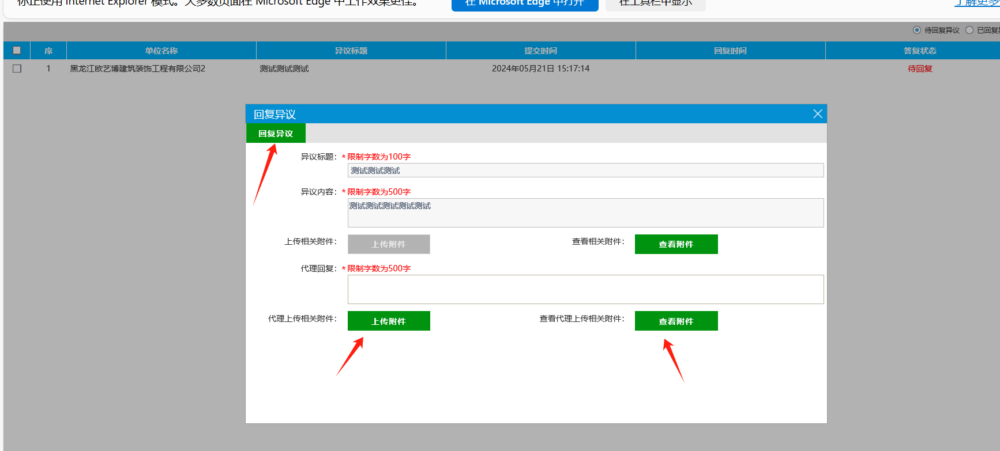 你正使用 Internet Explorer 模式。大多数页面在 Microsoft Edge 中工作效果更佳。 在 Microsoft Edge 中打开 在工具栏中显示 了解更多
待回复异议 已回复
序 单位名称 异议标题 提交时间 回复时间 答复状态
1 黑龙江欧艺博建筑装饰工程有限公司2 测试测试测试 2024年05月21日 15:17:14 待回复
回复异议
回复异议
异议标题: *限制字数为100字
测试测试测试
异议内容: *限制字数为500字
测试测试测试测试测试
上传相关附件: 上传附件 查看相关附件: 查看附件
代理回复: *限制字数为500字
代理上传相关附件: 上传附件 查看代理上传相关附件: 查看附件